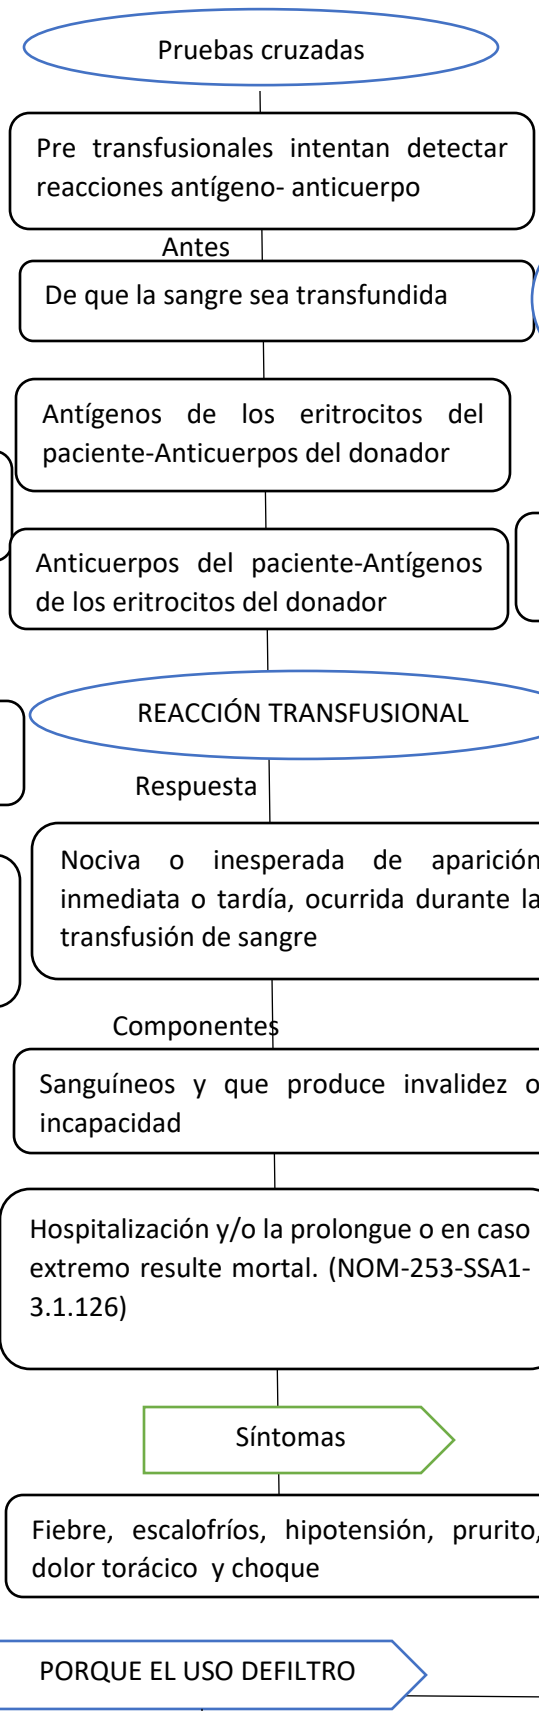 Pruebas cruzadas
Pre transfusionales intentan detectar
reacciones antígeno- anticuerpo
Antes
De que la sangre sea transfundida
Antígenos de los eritrocitos del
paciente-Anticuerpos del donador
Anticuerpos del paciente-Antígenos
de los eritrocitos del donador
REACCIÓN TRANSFUSIONAL
Respuesta
Nociva o inesperada de aparición
inmediata o tardía, ocurrida durante la
transfusión de sangre
Componentes
Sanguíneos y que produce invalidez o
incapacidad
Hospitalización y/o la prolongue o en caso
extremo resulte mortal. (NOM-253-SSA1-
3.1.126)
Síntomas
Fiebre, escalofríos, hipotensión, prurito,
dolor torácico y choque
PORQUE EL USO DEFILTRO